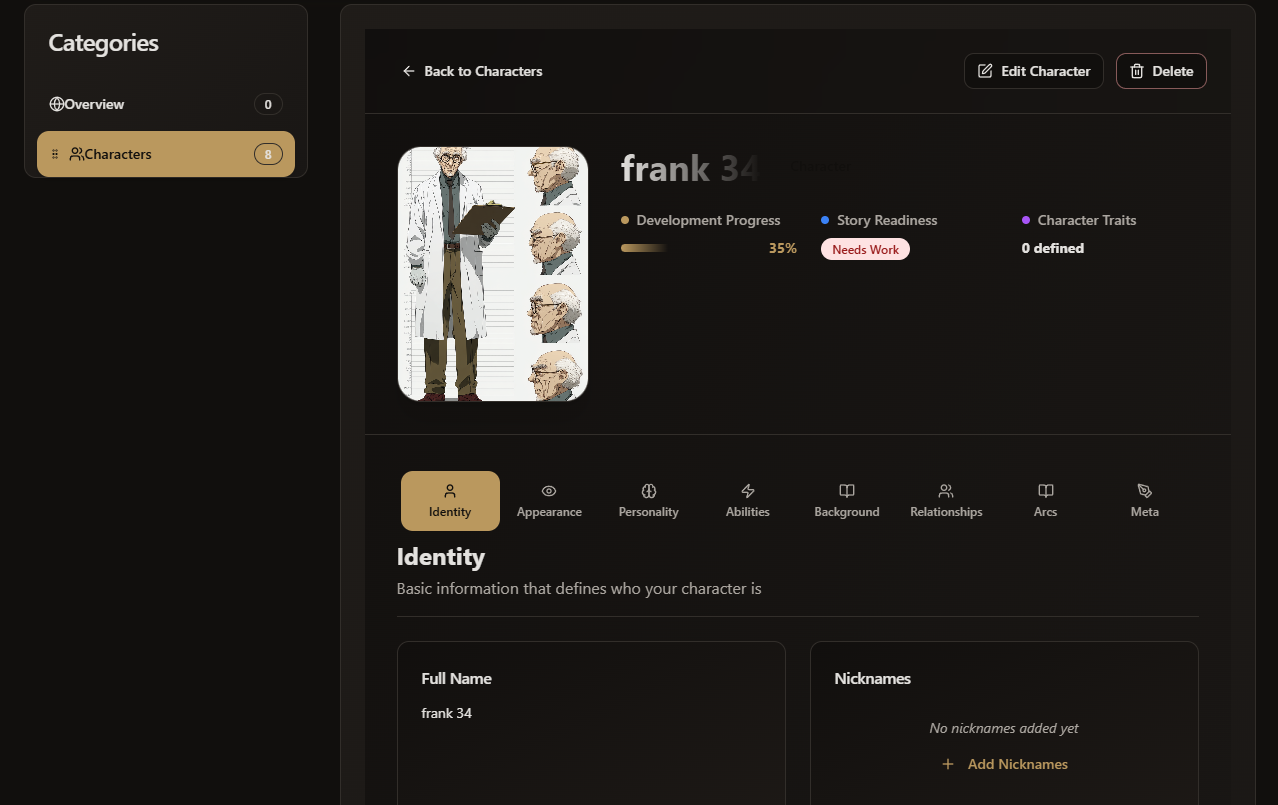 Categories
Overview 0
Characters 8
Back to Characters
Edit Character
Delete
frank 34
Character
Development Progress
35%
Story Readiness
Needs Work
Character Traits
0 defined
Identity
Appearance
Personality
Abilities
Background
Relationships
Arcs
Meta
Identity
Basic information that defines who your character is
Full Name
frank 34
Nicknames
No nicknames added yet
Add Nicknames